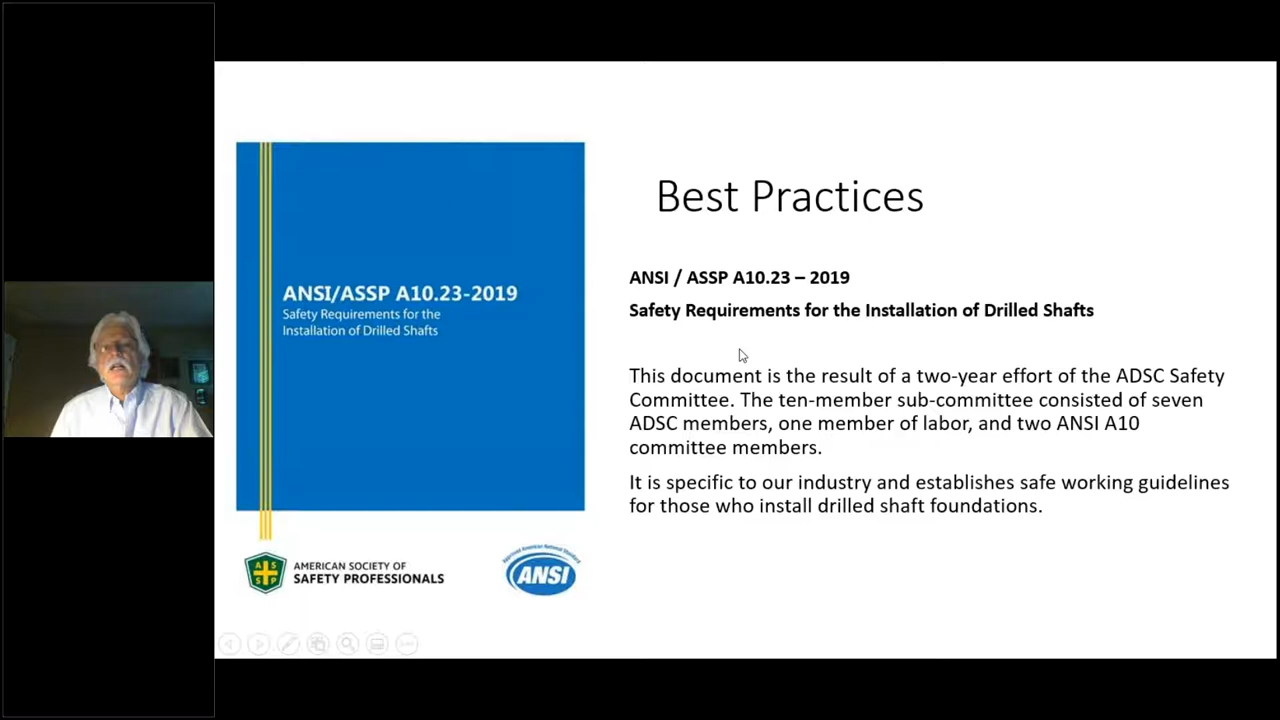 ANSI/ASSP A10.23-2019
Safety Requirements for the
Installation of Drilled Shafts
AMERICAN SOCIETY OF
SAFETY PROFESSIONALS
A S
S P
Approved American National Standard
ANSI
Best Practices
ANSI / ASSP A10.23 – 2019
Safety Requirements for the Installation of Drilled Shafts
This document is the result of a two-year effort of the ADSC Safety
Committee. The ten-member sub-committee consisted of seven
ADSC members, one member of labor, and two ANSI A10
committee members.
It is specific to our industry and establishes safe working guidelines
for those who install drilled shaft foundations.